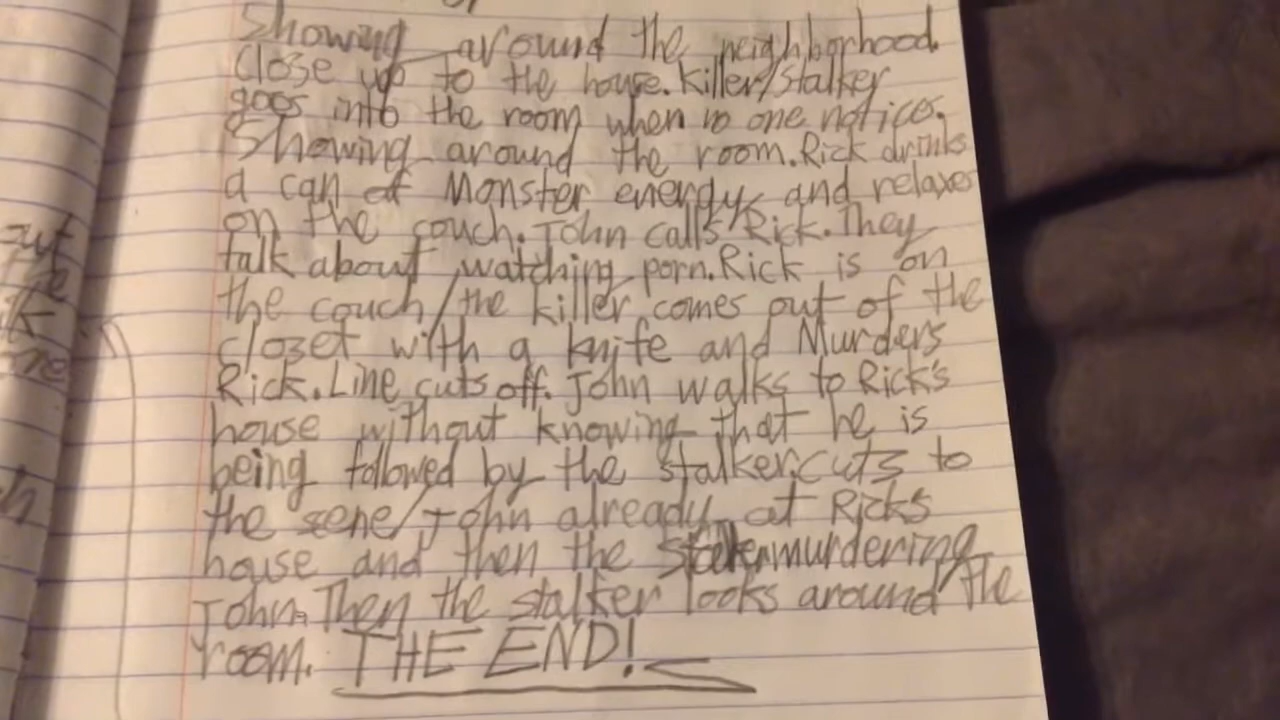 Showing around the neighborhood.
Close up to the house. Killer/Stalker
goes into the room when no one notices.
Showing around the room. Rick drinks
a can of Monster energy and relaxes
on the couch. John calls Rick. They
talk about watching porn. Rick is on
the couch/the killer comes out of the
clozet with a knife and Murders
Rick. Line cuts off. John walks to Rick's
house without knowing that he is
being followed by the stalker. cuts to
the sene/John already at Rick's
house and then the Stalker murdering
John. Then the stalker looks around the
room. THE END!